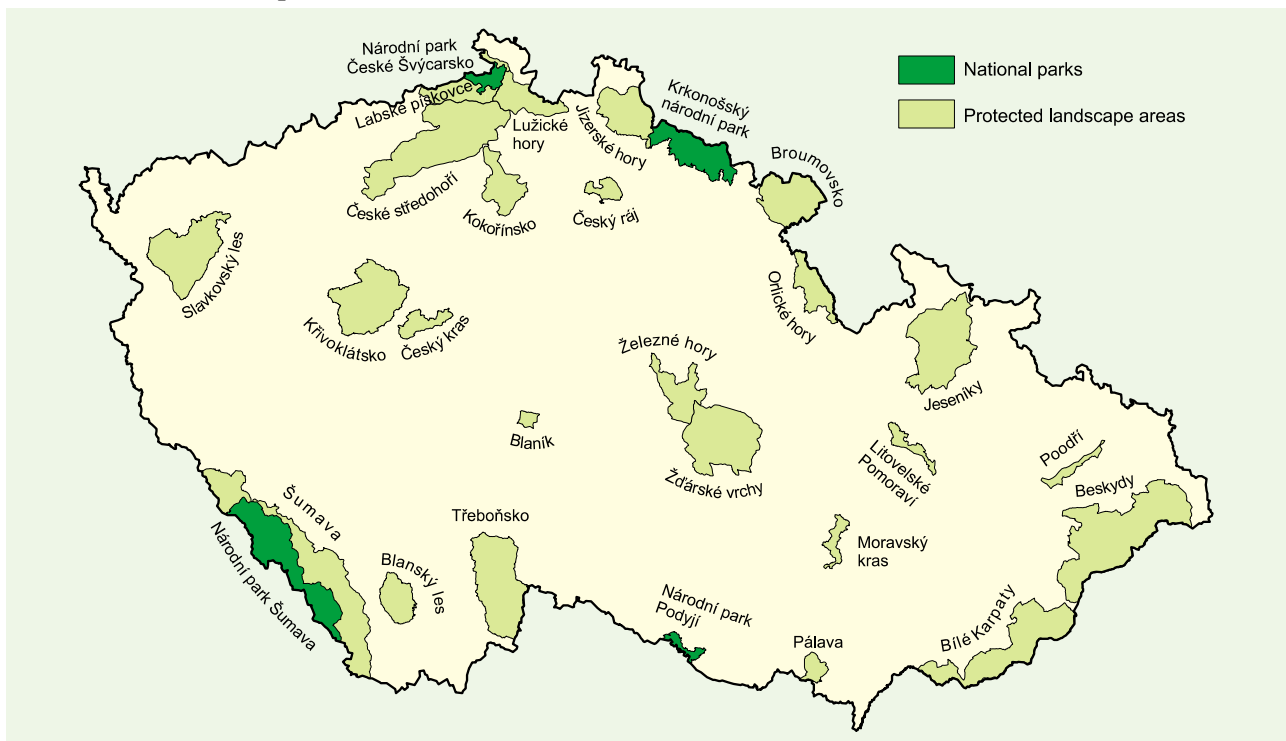 Národní park
České Švýcarsko
Labské pískovce
Lužické
hory
Jizerské hory
Krkonošský
národní park
National parks
Protected landscape areas
Broumovsko
České středohoří
Kokořínsko
Český ráj
Slavkovský les
Křivoklátsko
Český kras
Orlické hory
Železné hory
Jeseníky
Blaník
Žďárské vrchy
Litovelské
Pomoraví
Poodří
Beskydy
Šumava
Národní park Šumava
Třeboňsko
Blanský les
Moravský
kras
Národní park
Podyjí
Pálava
Bílé Karpaty